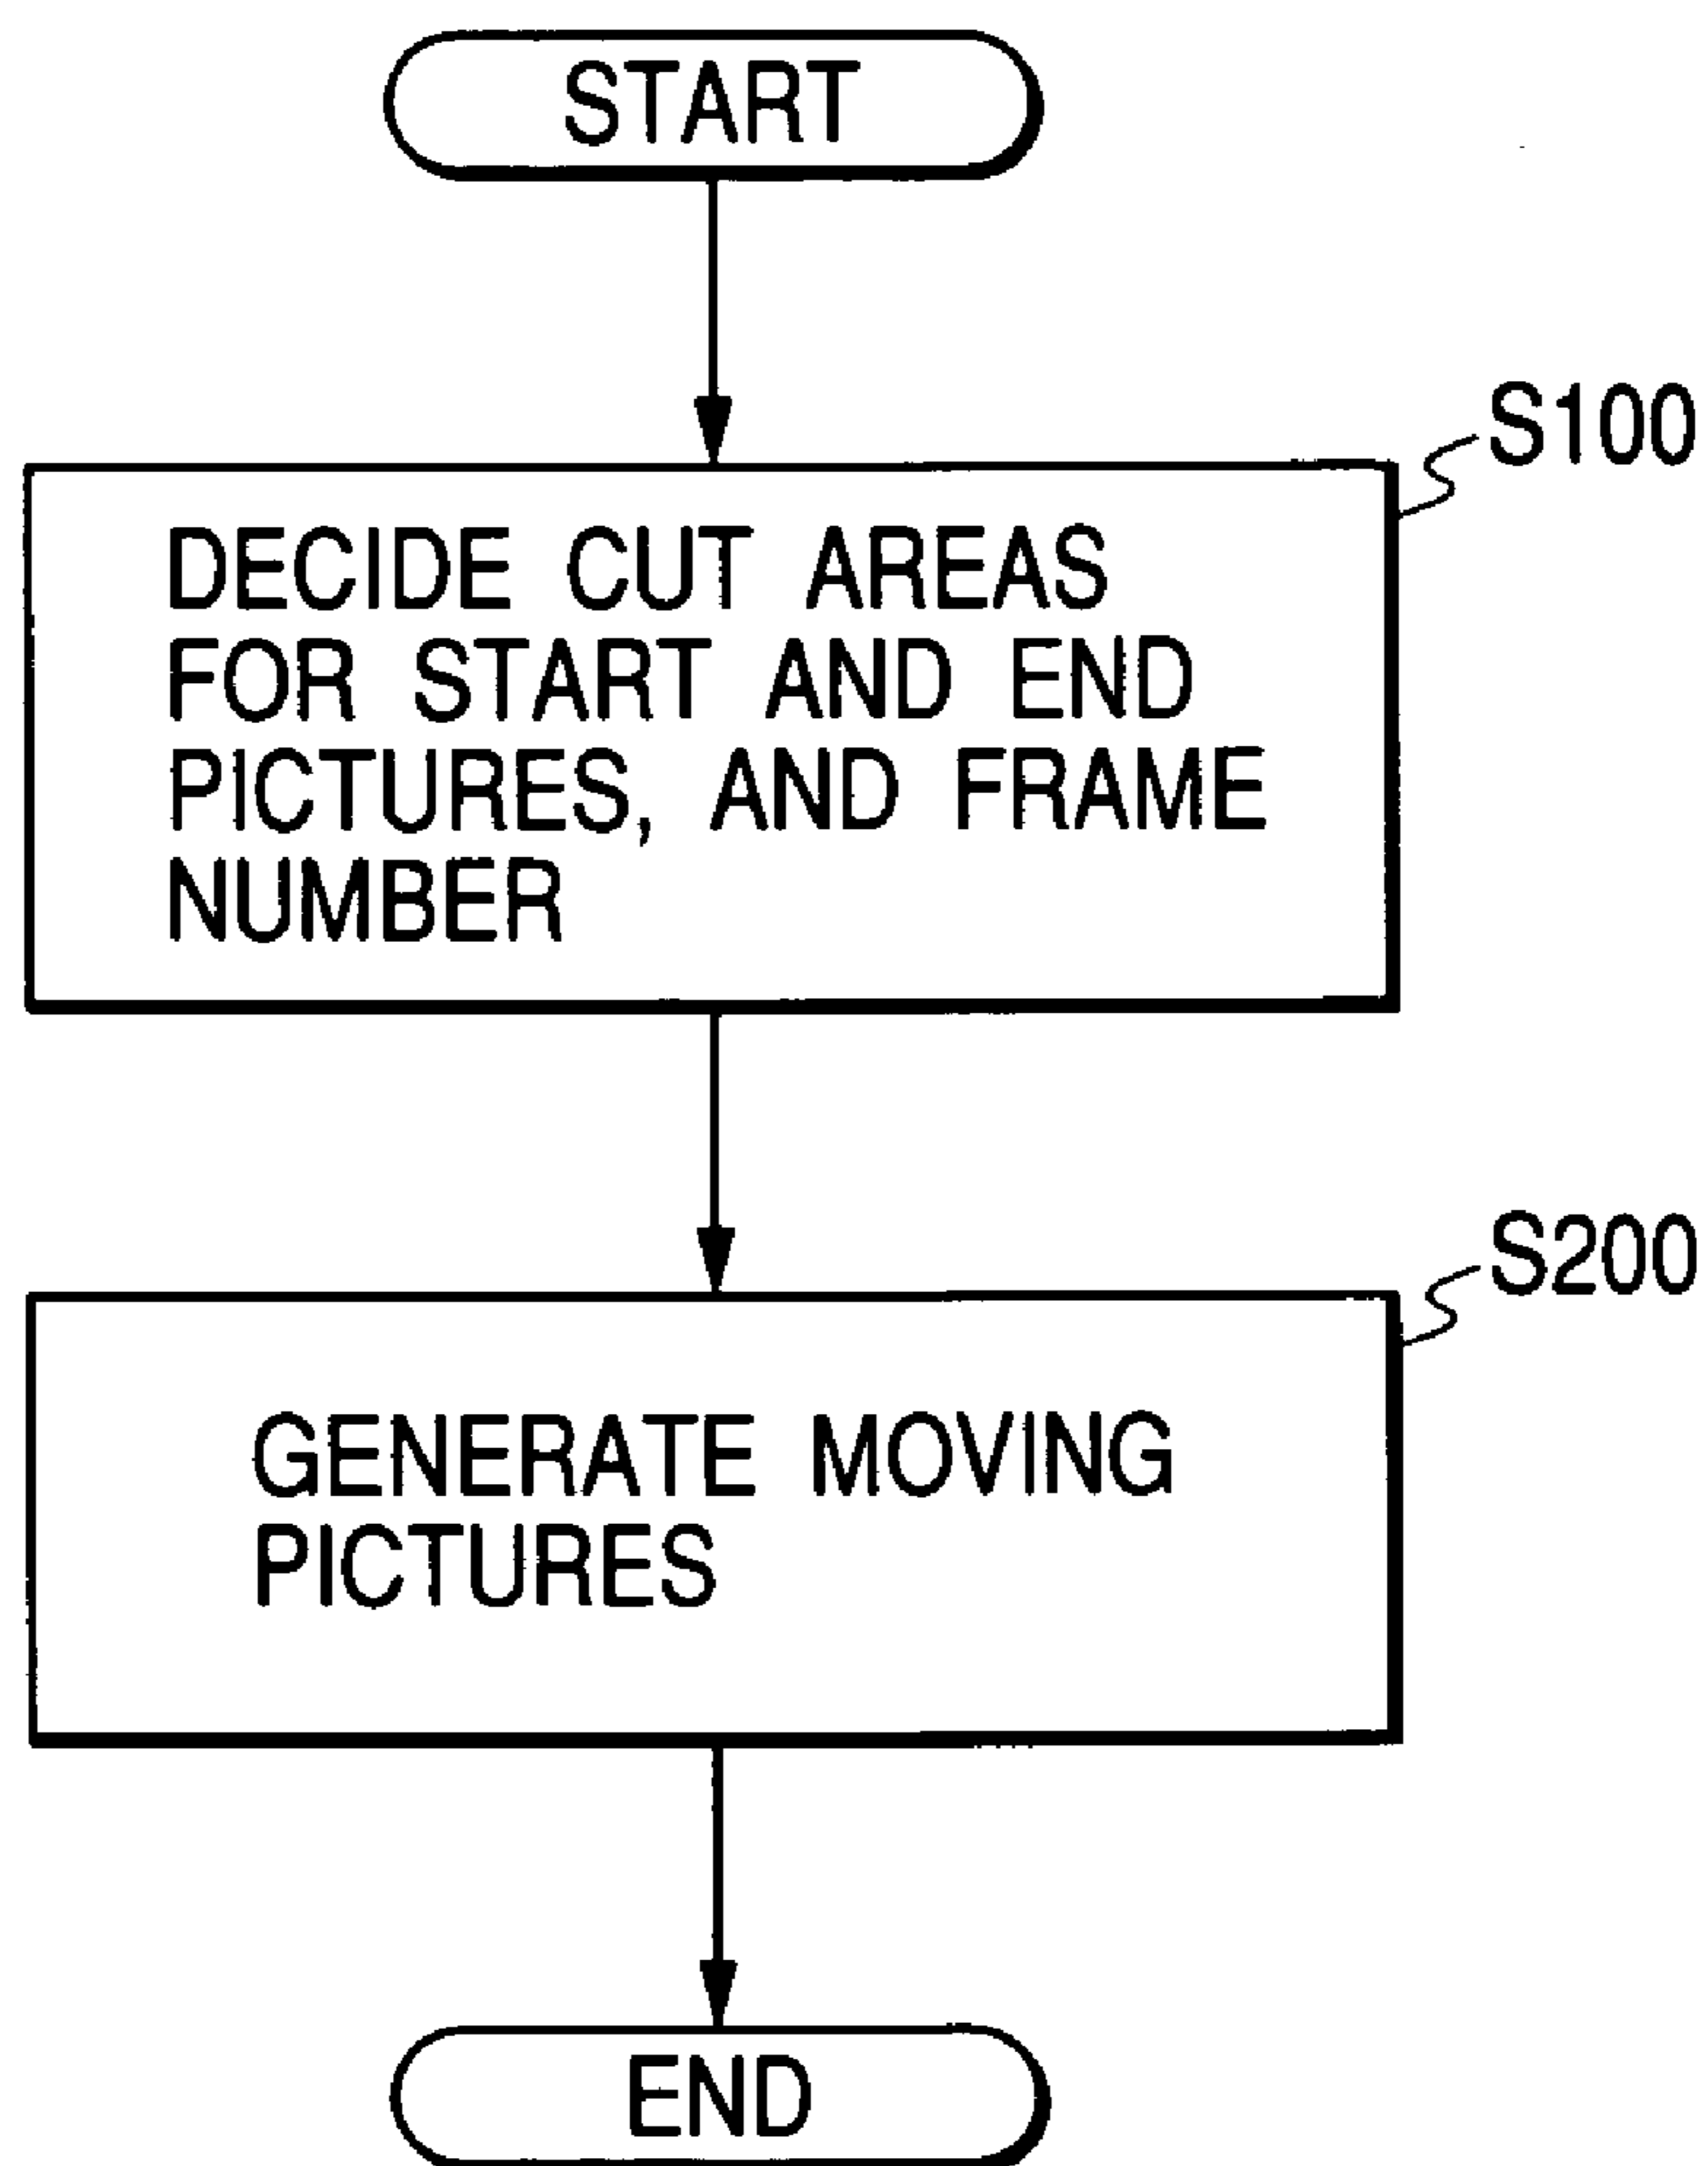 START
S100
DECIDE CUT AREAS
FOR START AND END
PICTURES, AND FRAME
NUMBER
S200
GENERATE MOVING
PICTURES
END